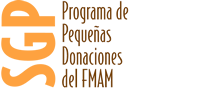 SGP
Programa de
Pequeñas
Donaciones
del FMAM